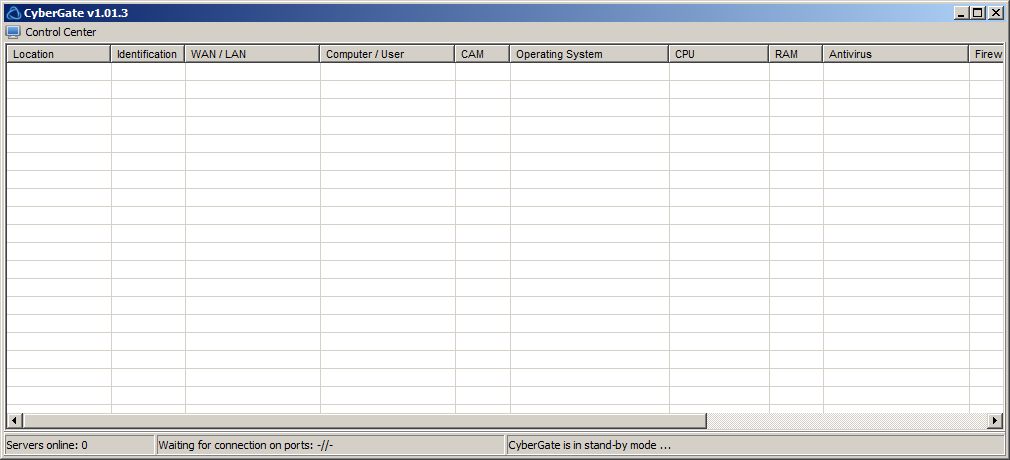 CyberGate v1.01.3
Control Center
Location Identification WAN / LAN Computer / User CAM Operating System CPU RAM Antivirus Firew
Servers online: 0 Waiting for connection on ports: -//- CyberGate is in stand-by mode ...